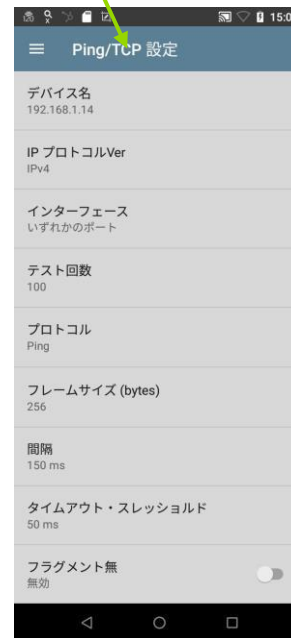 15:0
Ping/TCP 設定
デバイス名
192.168.1.14
IP プロトコルVer
IPv4
インターフェース
いずれかのポート
テスト回数
100
プロトコル
Ping
フレームサイズ (bytes)
256
間隔
150 ms
タイムアウト・スレッショルド
50 ms
フラグメント無
無効